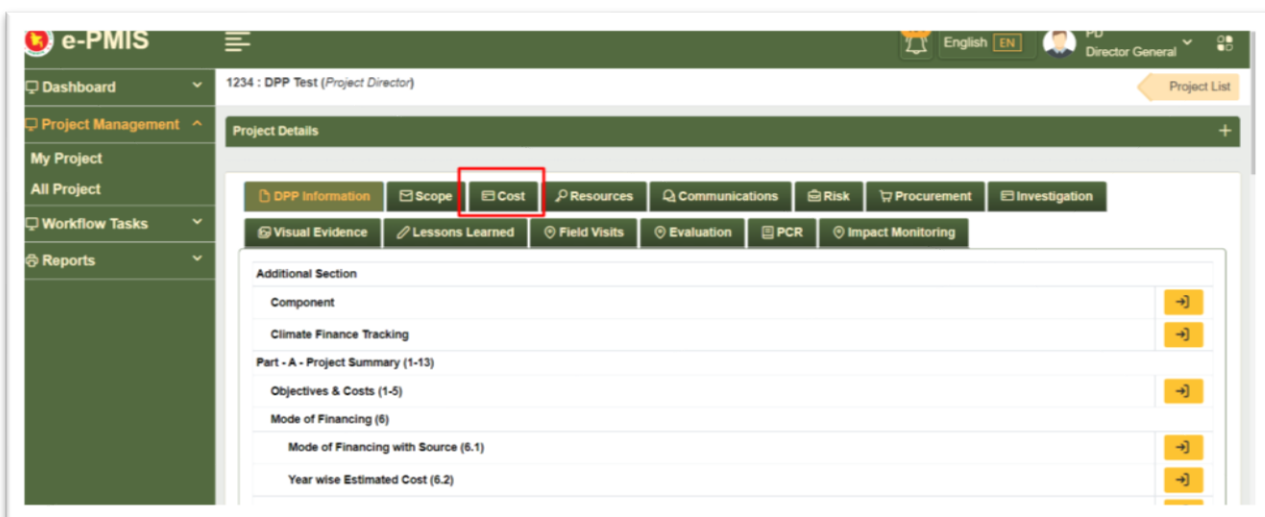 e-PMIS
English EN
PD
Director General
Dashboard
1234 : DPP Test (Project Director)
Project List
Project Management
Project Details
My Project
All Project
DPP Information Scope Cost Resources Communications Risk Procurement Investigation
Workflow Tasks
Visual Evidence Lessons Learned Field Visits Evaluation PCR Impact Monitoring
Reports
Additional Section
Component
Climate Finance Tracking
Part - A - Project Summary (1-13)
Objectives & Costs (1-5)
Mode of Financing (6)
Mode of Financing with Source (6.1)
Year wise Estimated Cost (6.2)